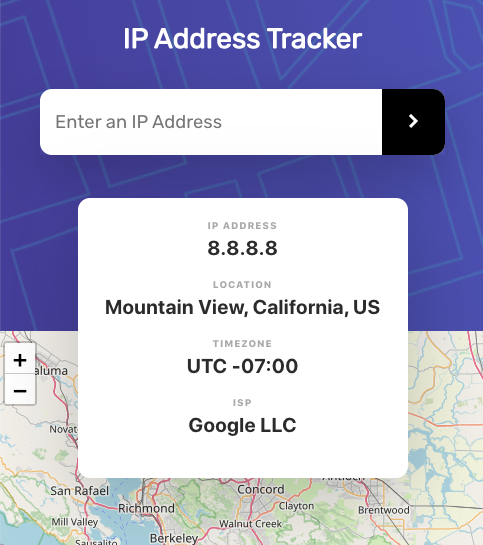 IP Address Tracker
Enter an IP Address
IP ADDRESS
8.8.8.8
LOCATION
Mountain View, California, US
TIMEZONE
UTC -07:00
ISP
Google LLC
+
−
aluma
Novat
San Rafael
Concord
Antioch
Richmond
Clayton
Brentwood
Mill Valley
Walnut Creek
Berkeley
Sausalito